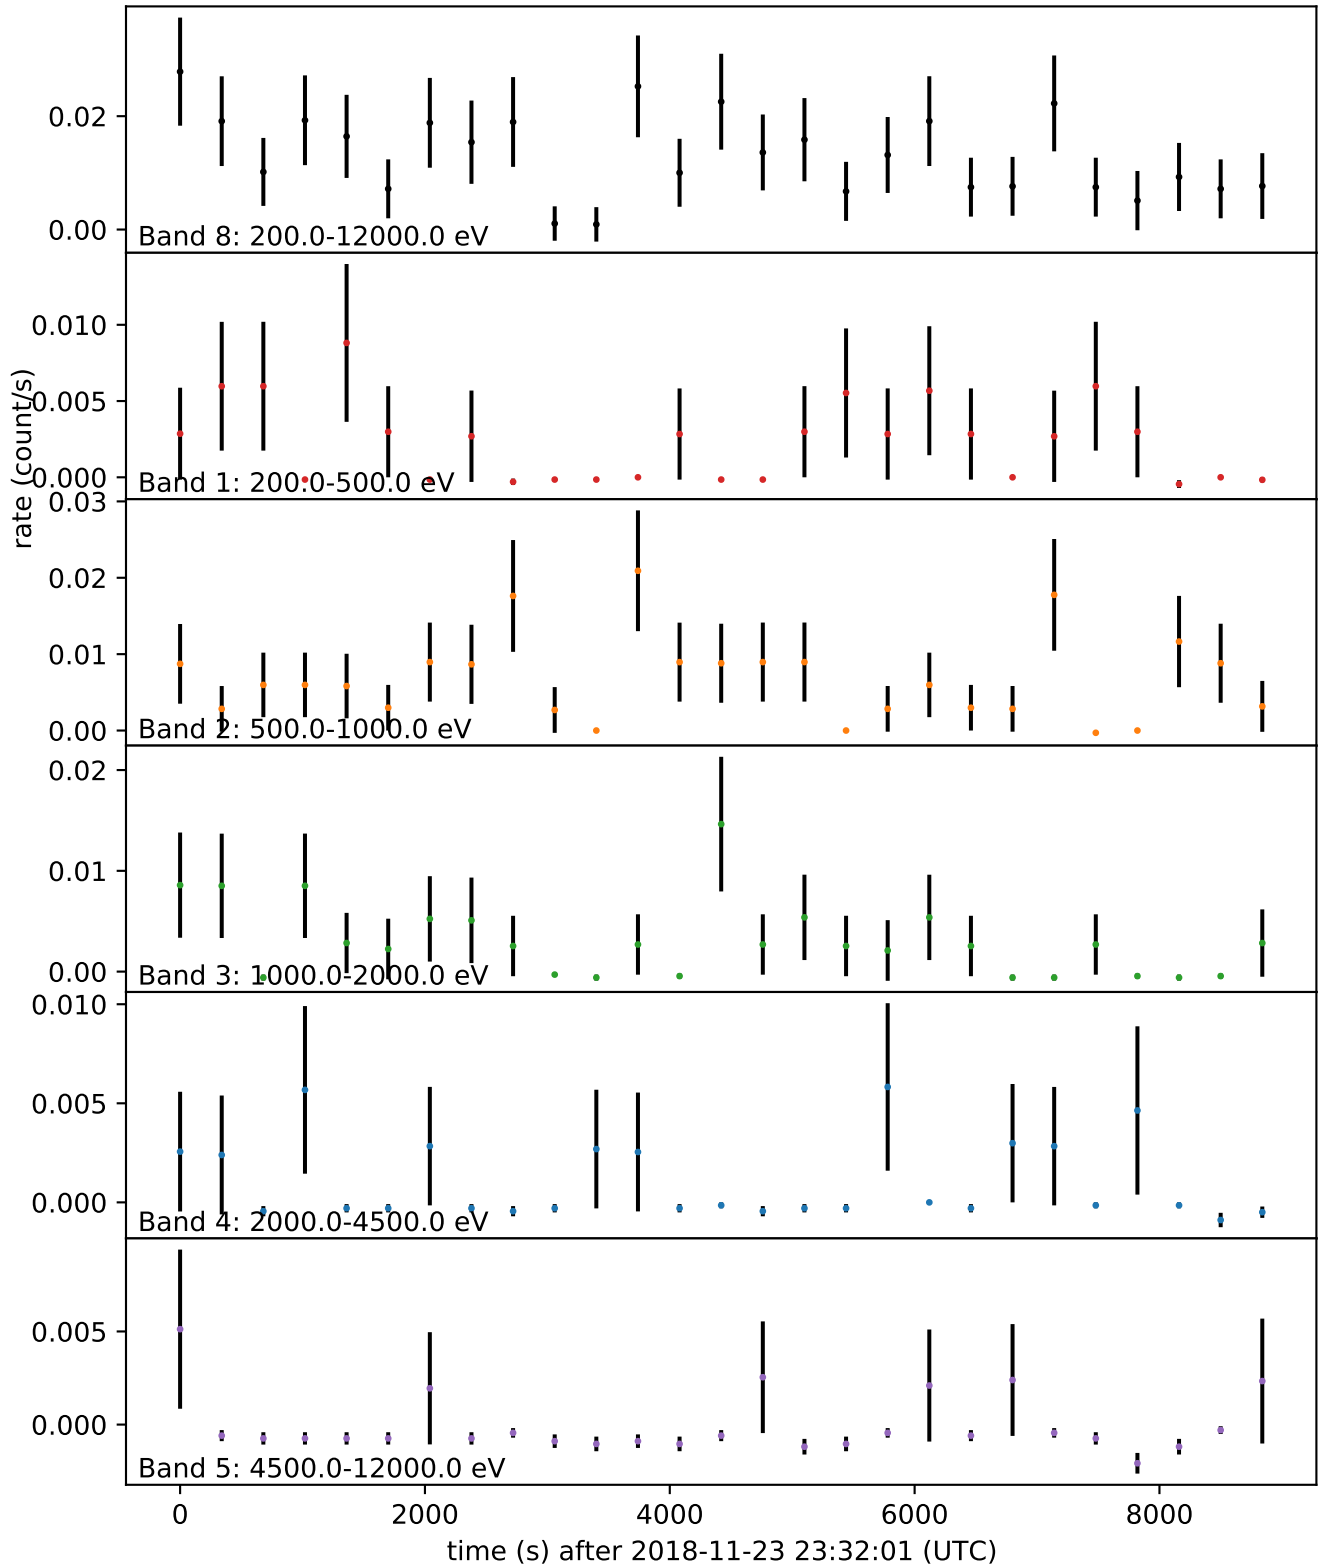 0.02
0.00
Band 8: 200.0-12000.0 eV
0.010
0.005
0.000
Band 1: 200.0-500.0 eV
rate (count/s)
0.03
0.02
0.01
0.00
Band 2: 500.0-1000.0 eV
0.02
0.01
0.00
Band 3: 1000.0-2000.0 eV
0.010
0.005
0.000
Band 4: 2000.0-4500.0 eV
0.005
0.000
Band 5: 4500.0-12000.0 eV
0 2000 4000 6000 8000
time (s) after 2018-11-23 23:32:01 (UTC)